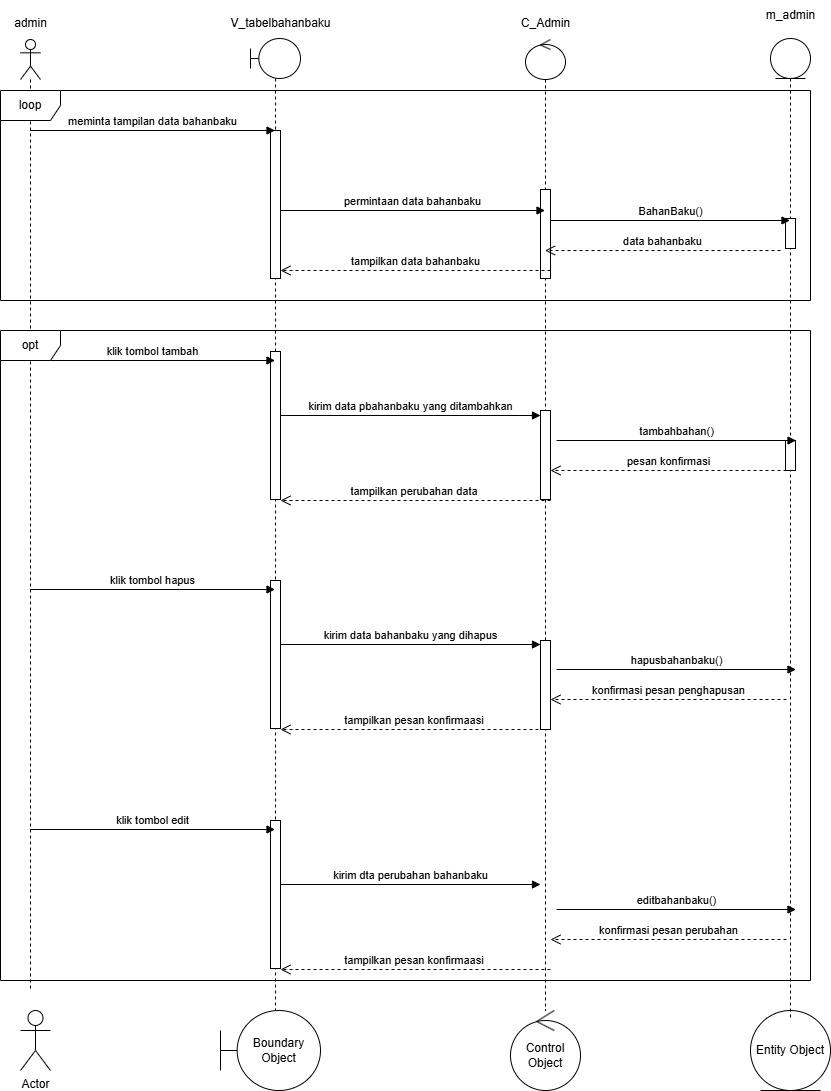 admin
V_tabelbahanbaku
C_Admin
m_admin
loop
meminta tampilan data bahanbaku
permintaan data bahanbaku
BahanBaku()
data bahanbaku
tampilkan data bahanbaku
opt
klik tombol tambah
kirim data pbahanbaku yang ditambahkan
tambahbahan()
pesan konfirmasi
tampilkan perubahan data
klik tombol hapus
kirim data bahanbaku yang dihapus
hapusbahanbaku()
konfirmasi pesan penghapusan
tampilkan pesan konfirmaasi
klik tombol edit
kirim dta perubahan bahanbaku
editbahanbaku()
konfirmasi pesan perubahan
tampilkan pesan konfirmaasi
Actor
Boundary
Object
Control
Object
Entity Object